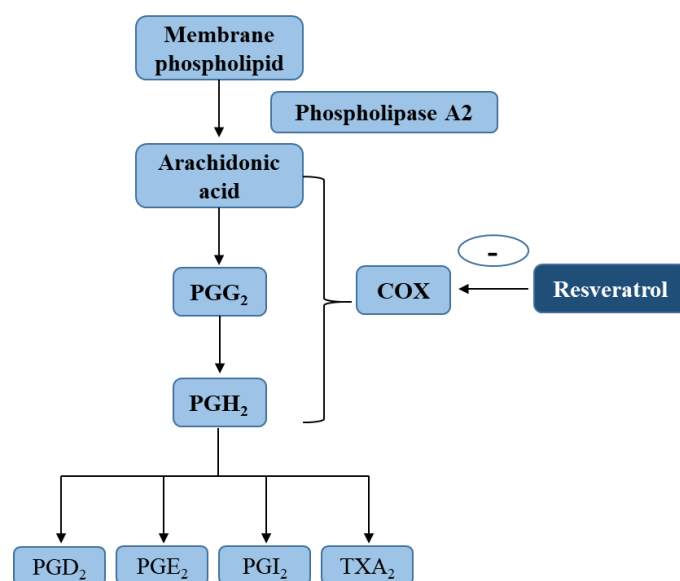 Membrane
phospholipid
Phospholipase A2
Arachidonic
acid
PGG₂
COX
-
Resveratrol
PGH₂
PGD₂
PGE₂
PGI₂
TXA₂